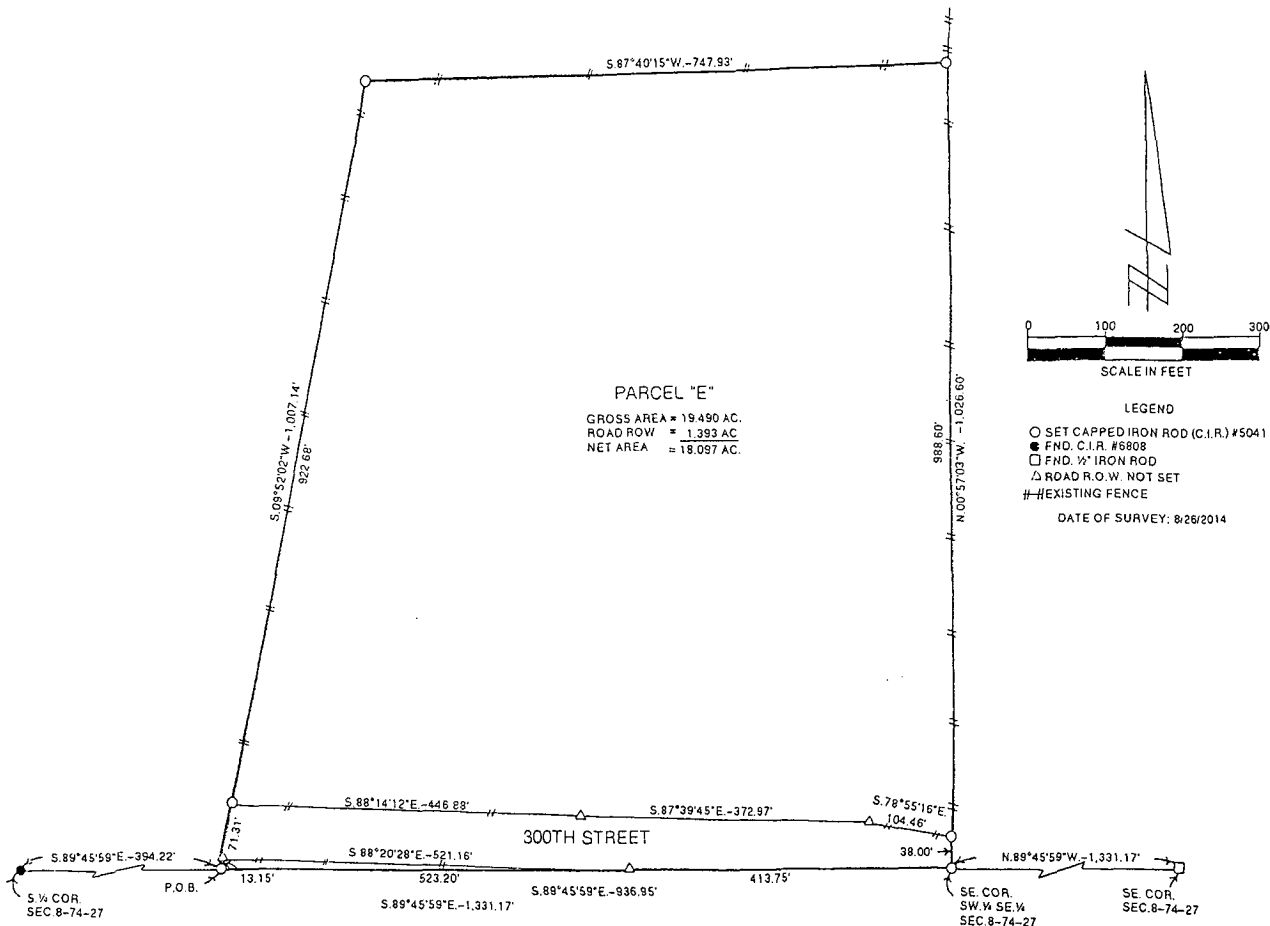 S.87°40'15"W.-747.93'
S.09°52'02"W.-1,007.14'
922.68'
N.00°57'03"W.-1,026.60'
988.60'
PARCEL "E"
GROSS AREA = 19.490 AC.
ROAD ROW = 1.393 AC
NET AREA = 18.097 AC.
0 100 200 300
SCALE IN FEET
LEGEND
SET CAPPED IRON ROD (C.I.R.) #5041
FND. C.I.R. #6808
FND. ½" IRON ROD
ROAD R.O.W. NOT SET
EXISTING FENCE
DATE OF SURVEY: 8/26/2014
S.88°14'12"E.-446.88'
S.87°39'45"E.-372.97'
S.78°55'16"E.
104.46'
71.31'
300TH STREET
38.00'
S.89°45'59"E.-394.22'
S 88°20'28"E.-521.16'
N.89°45'59"W.-1,331.17'
P.O.B.
13.15'
523.20'
413.75'
S.89°45'59"E.-936.95'
S.89°45'59"E.-1,331.17'
S.¼ COR.
SEC.8-74-27
SE. COR.
SW.¼ SE.¼
SEC.8-74-27
SE. COR.
SEC.8-74-27